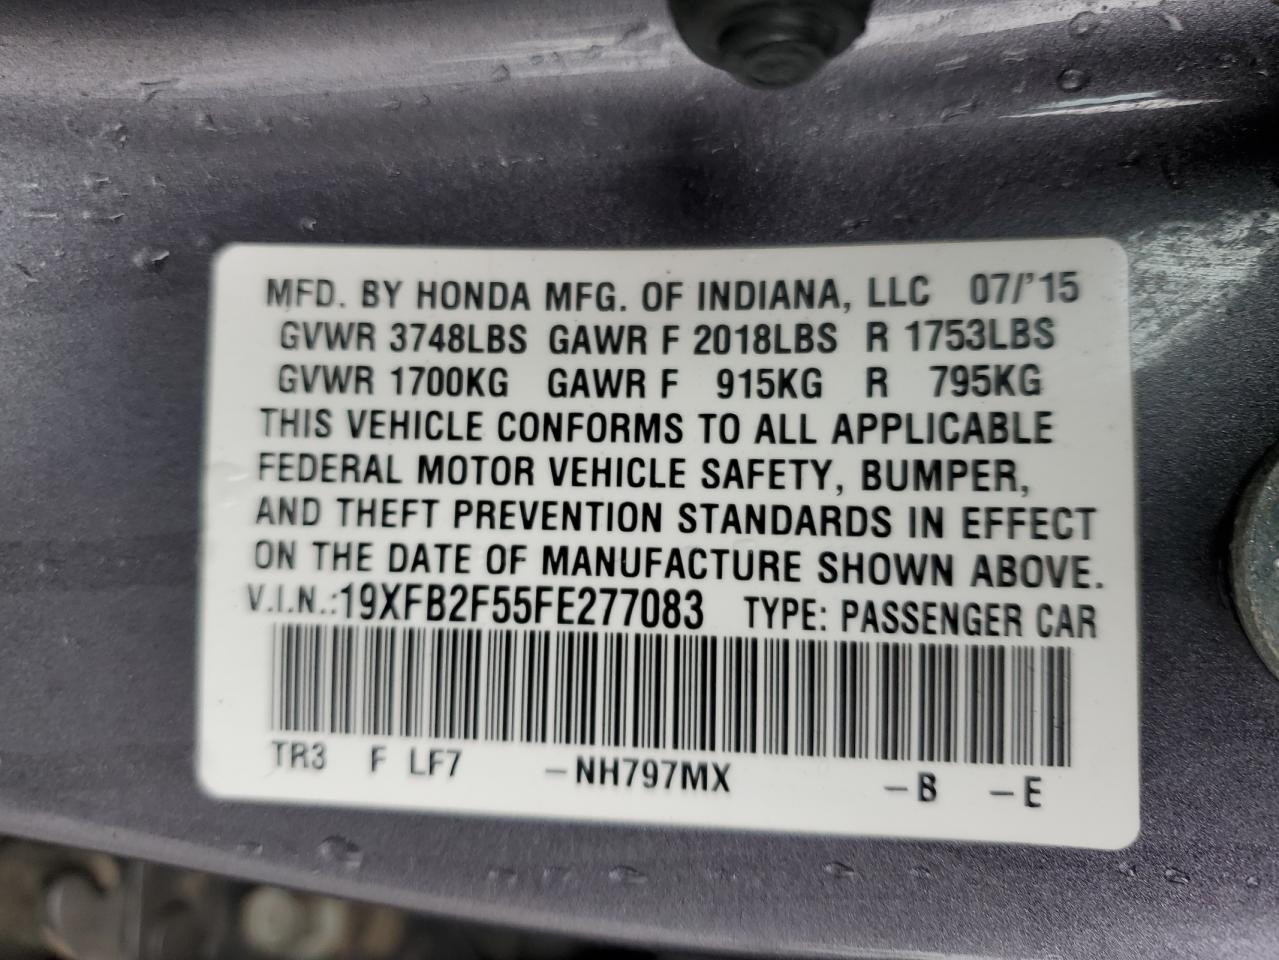 MFD. BY HONDA MFG. OF INDIANA, LLC 07/'15
GVWR 3748LBS GAWR F 2018LBS R 1753LBS
GVWR 1700KG GAWR F 915KG R 795KG
THIS VEHICLE CONFORMS TO ALL APPLICABLE
FEDERAL MOTOR VEHICLE SAFETY, BUMPER,
AND THEFT PREVENTION STANDARDS IN EFFECT
ON THE DATE OF MANUFACTURE SHOWN ABOVE.
V.I.N.:19XFB2F55FE277083 TYPE: PASSENGER CAR
TR3 F LF7 –NH797MX –B –E